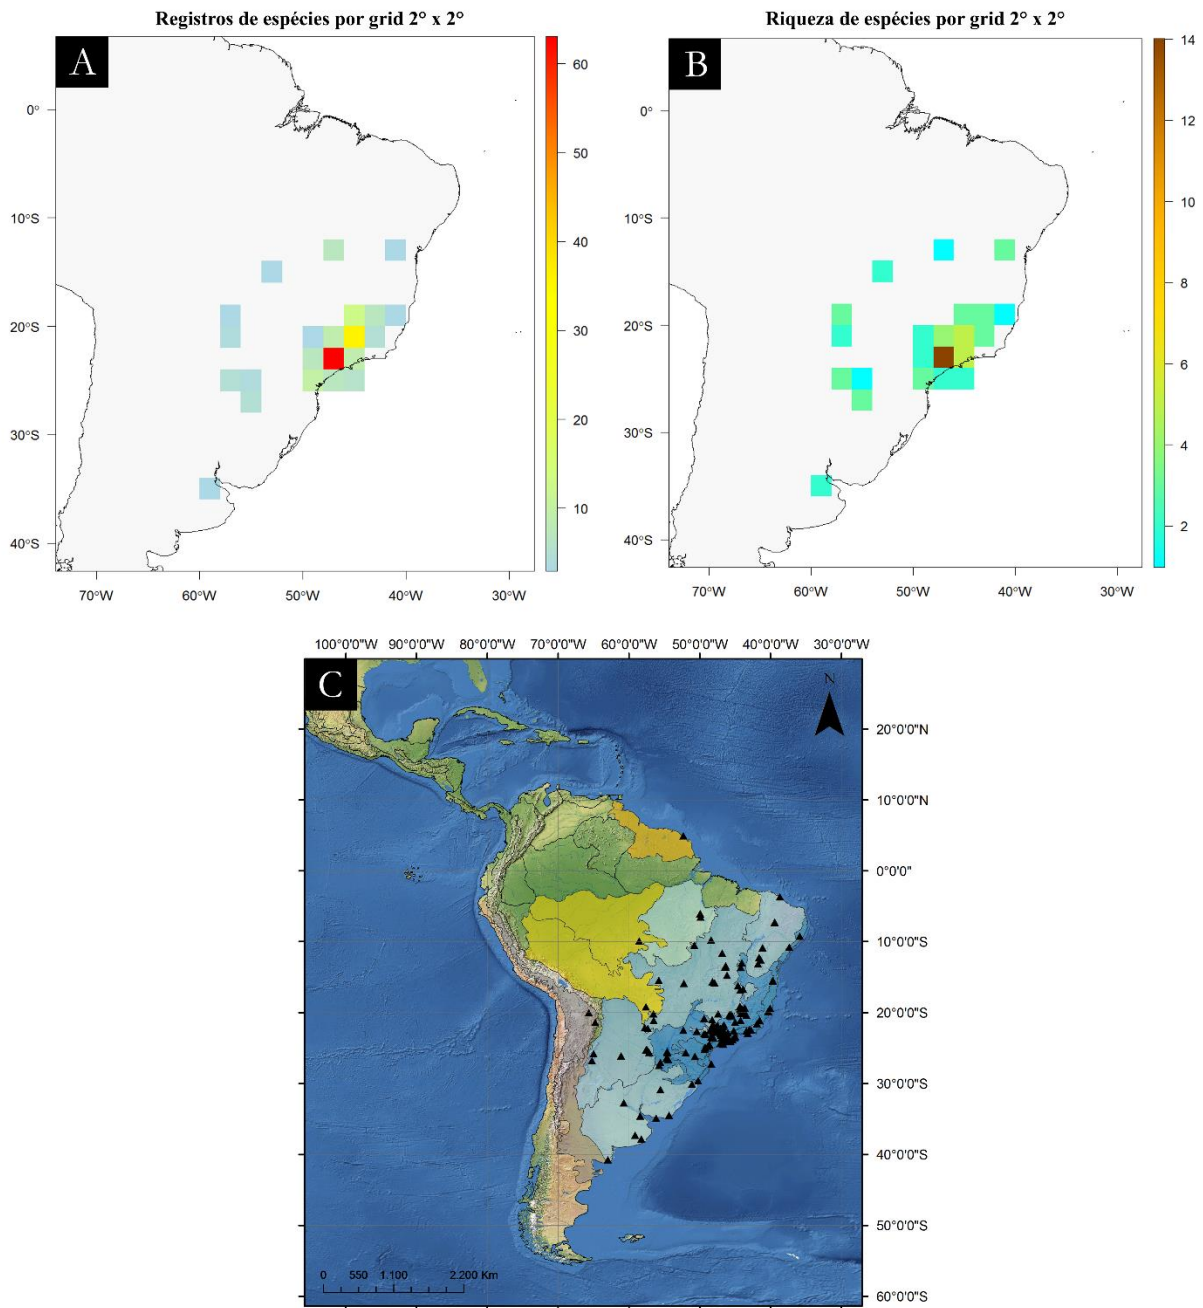 Registros de espécies por grid 2° x 2°
A
60
50
40
30
20
10
0°
10°S
20°S
30°S
40°S
70°W 60°W 50°W 40°W 30°W
Riqueza de espécies por grid 2° x 2°
B
14
12
10
8
6
4
2
0°
10°S
20°S
30°S
40°S
70°W 60°W 50°W 40°W 30°W
100°0'0"W 90°0'0"W 80°0'0"W 70°0'0"W 60°0'0"W 50°0'0"W 40°0'0"W 30°0'0"W
C
N
20°0'0"N
10°0'0"N
0°0'0"
10°0'0"S
20°0'0"S
30°0'0"S
40°0'0"S
50°0'0"S
60°0'0"S
0 550 1.100 2.200 Km